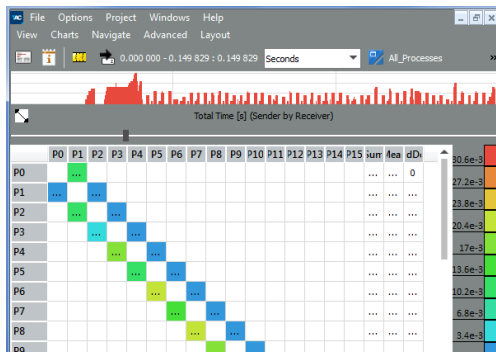 File Options Project Windows Help
View Charts Navigate Advanced Layout
0.000 000 - 0.149 829 : 0.149 829 Seconds All_Processes »
Total Time [s] (Sender by Receiver)
P0 P1 P2 P3 P4 P5 P6 P7 P8 P9 P10 P11 P12 P13 P14 P15
P0 ... ... ... 0
P1 ... ... ... ... ...
P2 ... ... ... ... ...
P3 ... ... ... ... ...
P4 ... ... ... ... ...
P5 ... ... ... ... ...
P6 ... ... ... ... ...
P7 ... ... ... ... ...
P8 ... ... ... ... ...
P9
30.6e-3
27.2e-3
23.8e-3
20.4e-3
17e-3
13.6e-3
10.2e-3
6.8e-3
3.4e-3